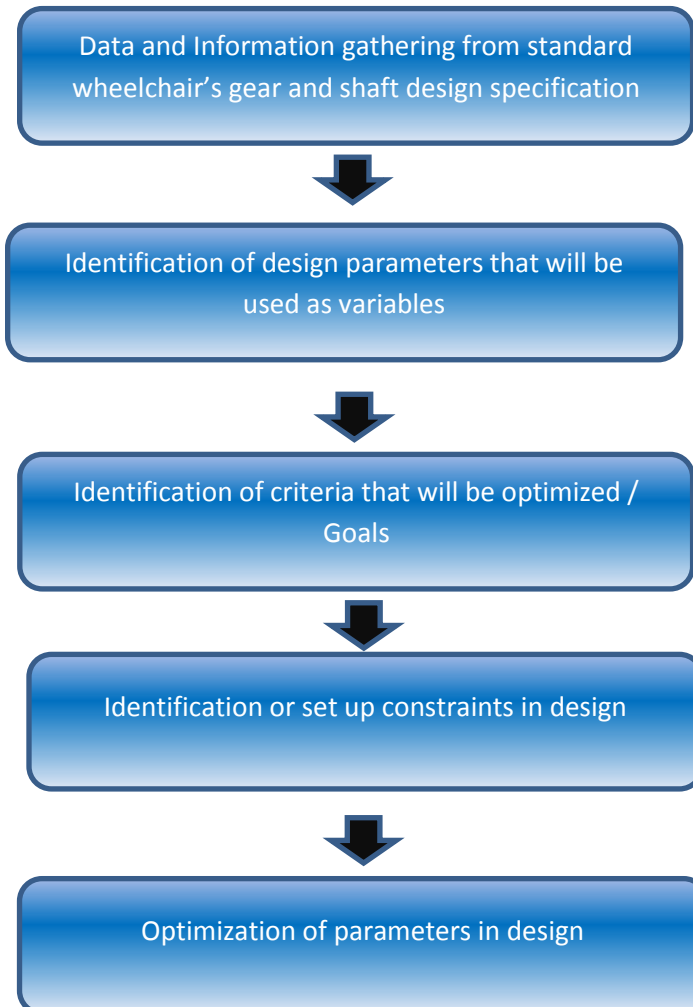 Data and Information gathering from standard
wheelchair’s gear and shaft design specification
Identification of design parameters that will be
used as variables
Identification of criteria that will be optimized /
Goals
Identification or set up constraints in design
Optimization of parameters in design